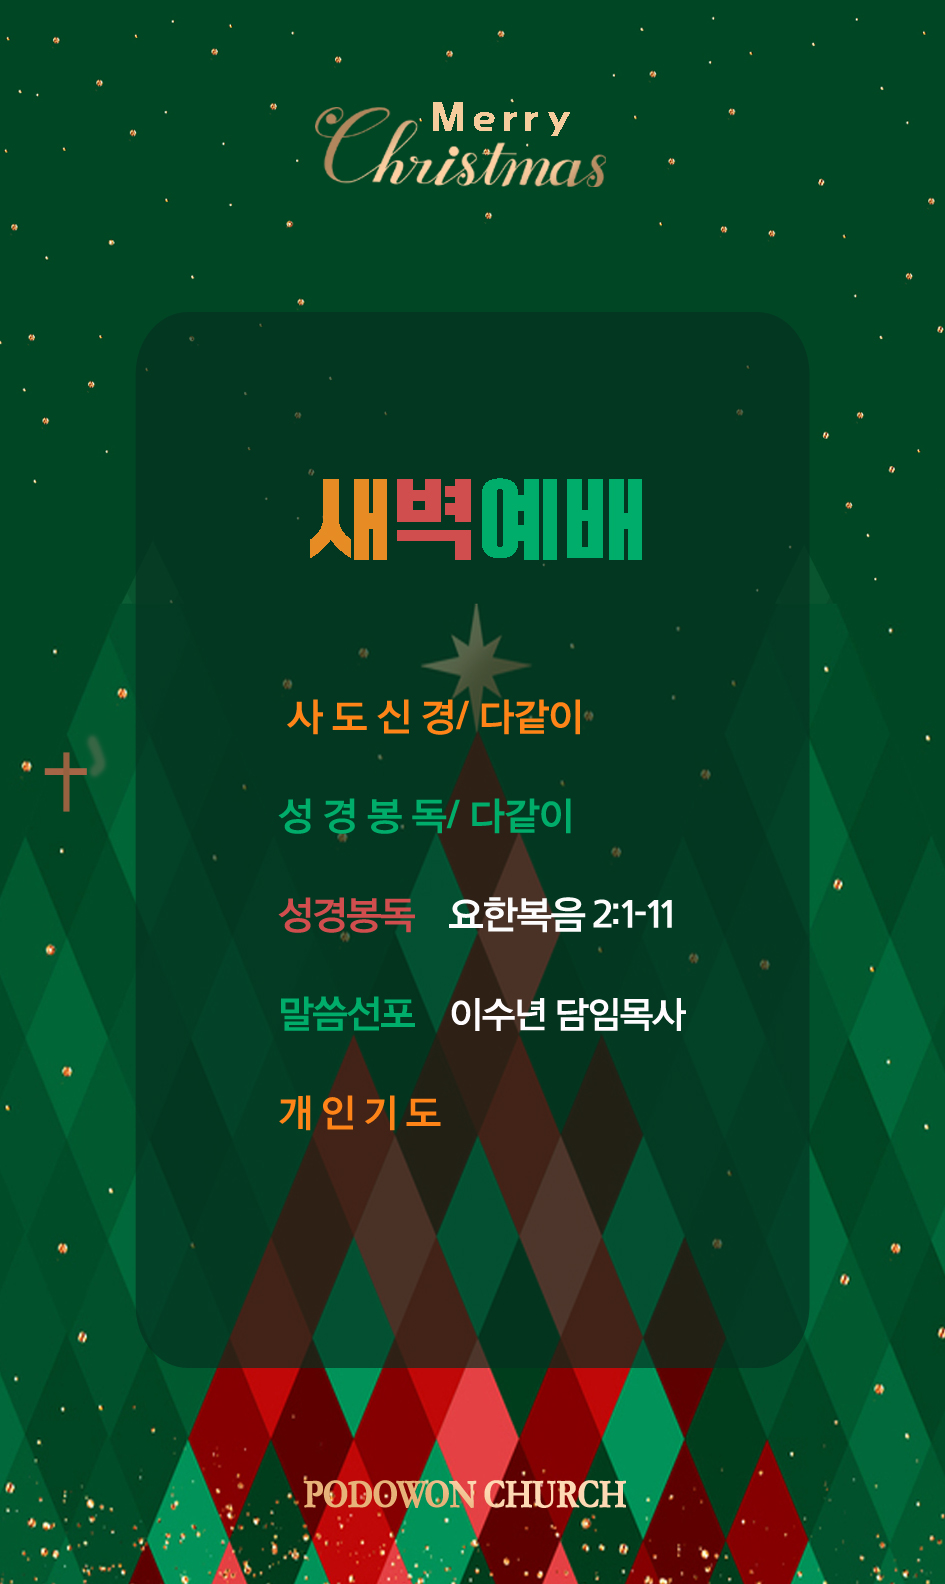 Merry
Christmas
새벽예배
사 도 신 경/ 다같이
성 경 봉 독/ 다같이
성경봉독 요한복음 2:1-11
말씀선포 이수년 담임목사
개 인 기 도
PODOWON CHURCH